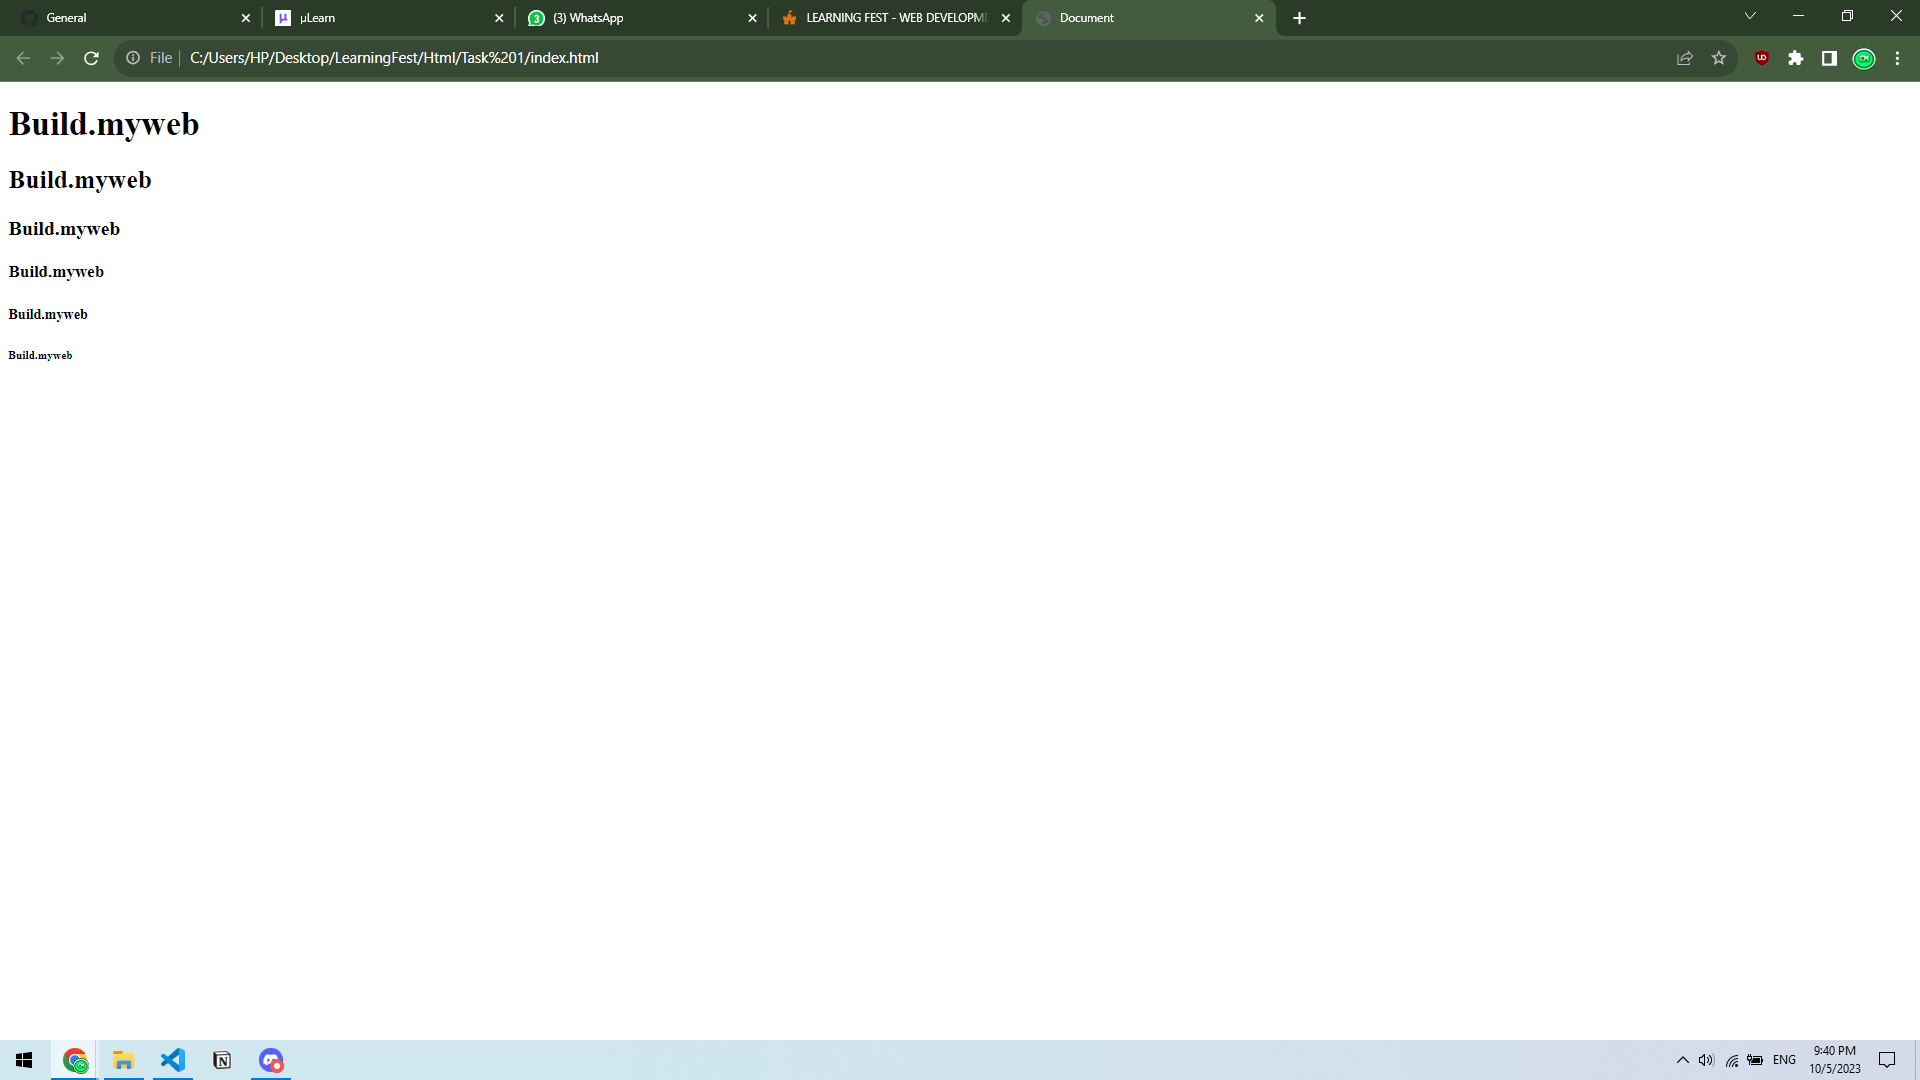 General
µLearn
(3) WhatsApp
LEARNING FEST - WEB DEVELOPM
Document
File
C:/Users/HP/Desktop/LearningFest/Html/Task%201/index.html
Build.myweb
Build.myweb
Build.myweb
Build.myweb
Build.myweb
Build.myweb
ENG
9:40 PM
10/5/2023